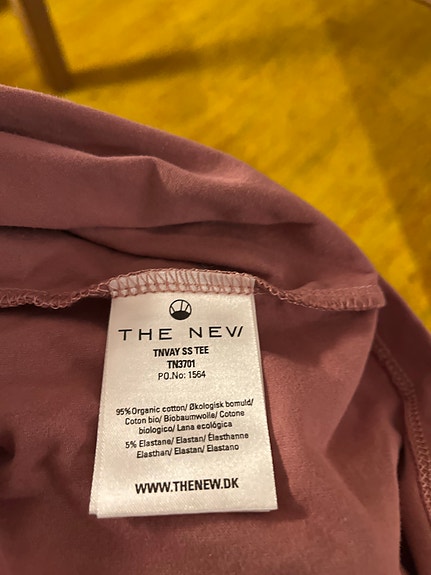 THE NEW
TNVAY SS TEE
TN3701
P.O.No: 1564
95% Organic cotton/ Økologisk bomuld/
Coton bio/ Biobaumwolle/ Cotone
biologico/ Lana ecológica
5% Elastane/ Elastan/ Élasthanne
Elasthan/ Elastan/ Elastano
WWW.THENEW.DK